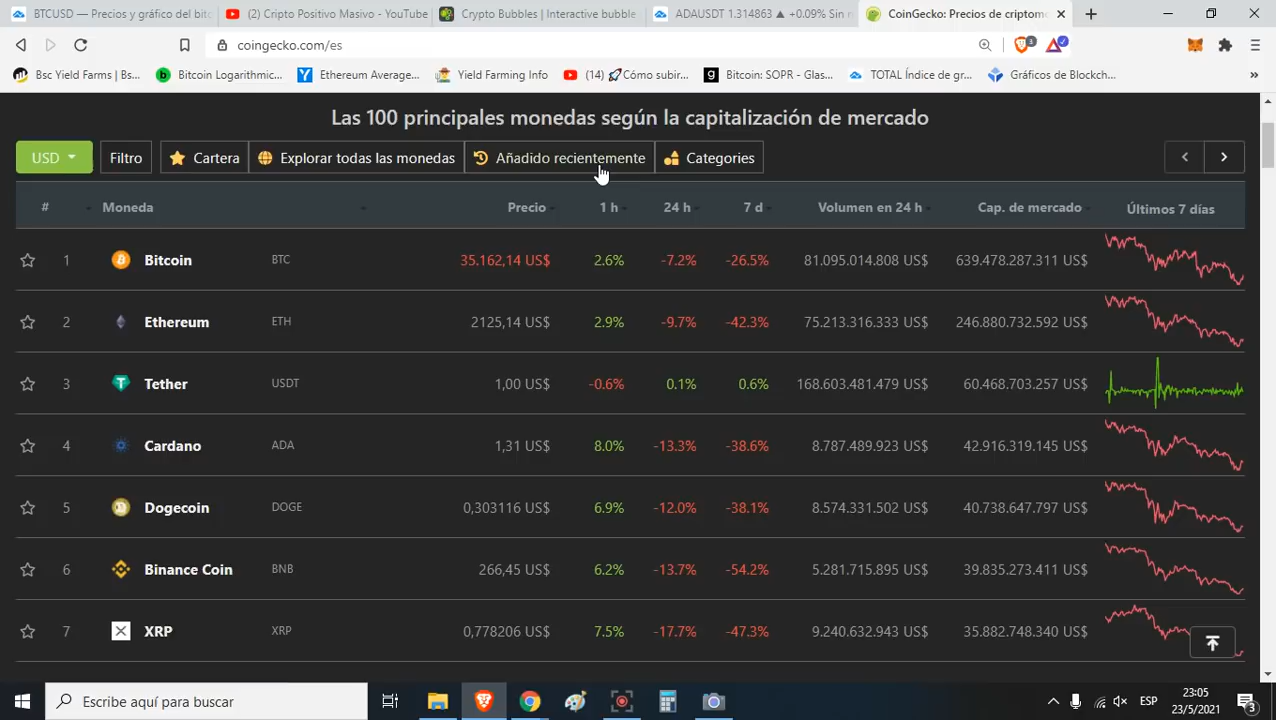 BTCUSD — Precios y gráfico del bitc
(2) Cripto Positivo Masivo - YouTube
Crypto Bubbles | Interactive bubble
ADAUSDT 1.314863 ▲ +0.09% Sin n
CoinGecko: Precios de criptom
coingecko.com/es
3
Bsc Yield Farms | Bs...
Bitcoin Logarithmic...
Ethereum Average...
Yield Farming Info
(14) 🚀Cómo subir...
Bitcoin: SOPR - Glas...
TOTAL Índice de gr...
Gráficos de Blockch...
»
Las 100 principales monedas según la capitalización de mercado
USD Filtro Cartera Explorar todas las monedas Añadido recientemente Categories
# Moneda Precio 1 h 24 h 7 d Volumen en 24 h Cap. de mercado Últimos 7 días
1 Bitcoin BTC 35.162,14 US$ 2.6% -7.2% -26.5% 81.095.014.808 US$ 639.478.287.311 US$
2 Ethereum ETH 2125,14 US$ 2.9% -9.7% -42.3% 75.213.316.333 US$ 246.880.732.592 US$
3 Tether USDT 1,00 US$ -0.6% 0.1% 0.6% 168.603.481.479 US$ 60.468.703.257 US$
4 Cardano ADA 1,31 US$ 8.0% -13.3% -38.6% 8.787.489.923 US$ 42.916.319.145 US$
5 Dogecoin DOGE 0,303116 US$ 6.9% -12.0% -38.1% 8.574.331.502 US$ 40.738.647.797 US$
6 Binance Coin BNB 266,45 US$ 6.2% -13.7% -54.2% 5.281.715.895 US$ 39.835.273.411 US$
7 XRP XRP 0,778206 US$ 7.5% -17.7% -47.3% 9.240.632.943 US$ 35.882.748.340 US$
Escribe aquí para buscar
ESP
23:05
23/5/2021
3